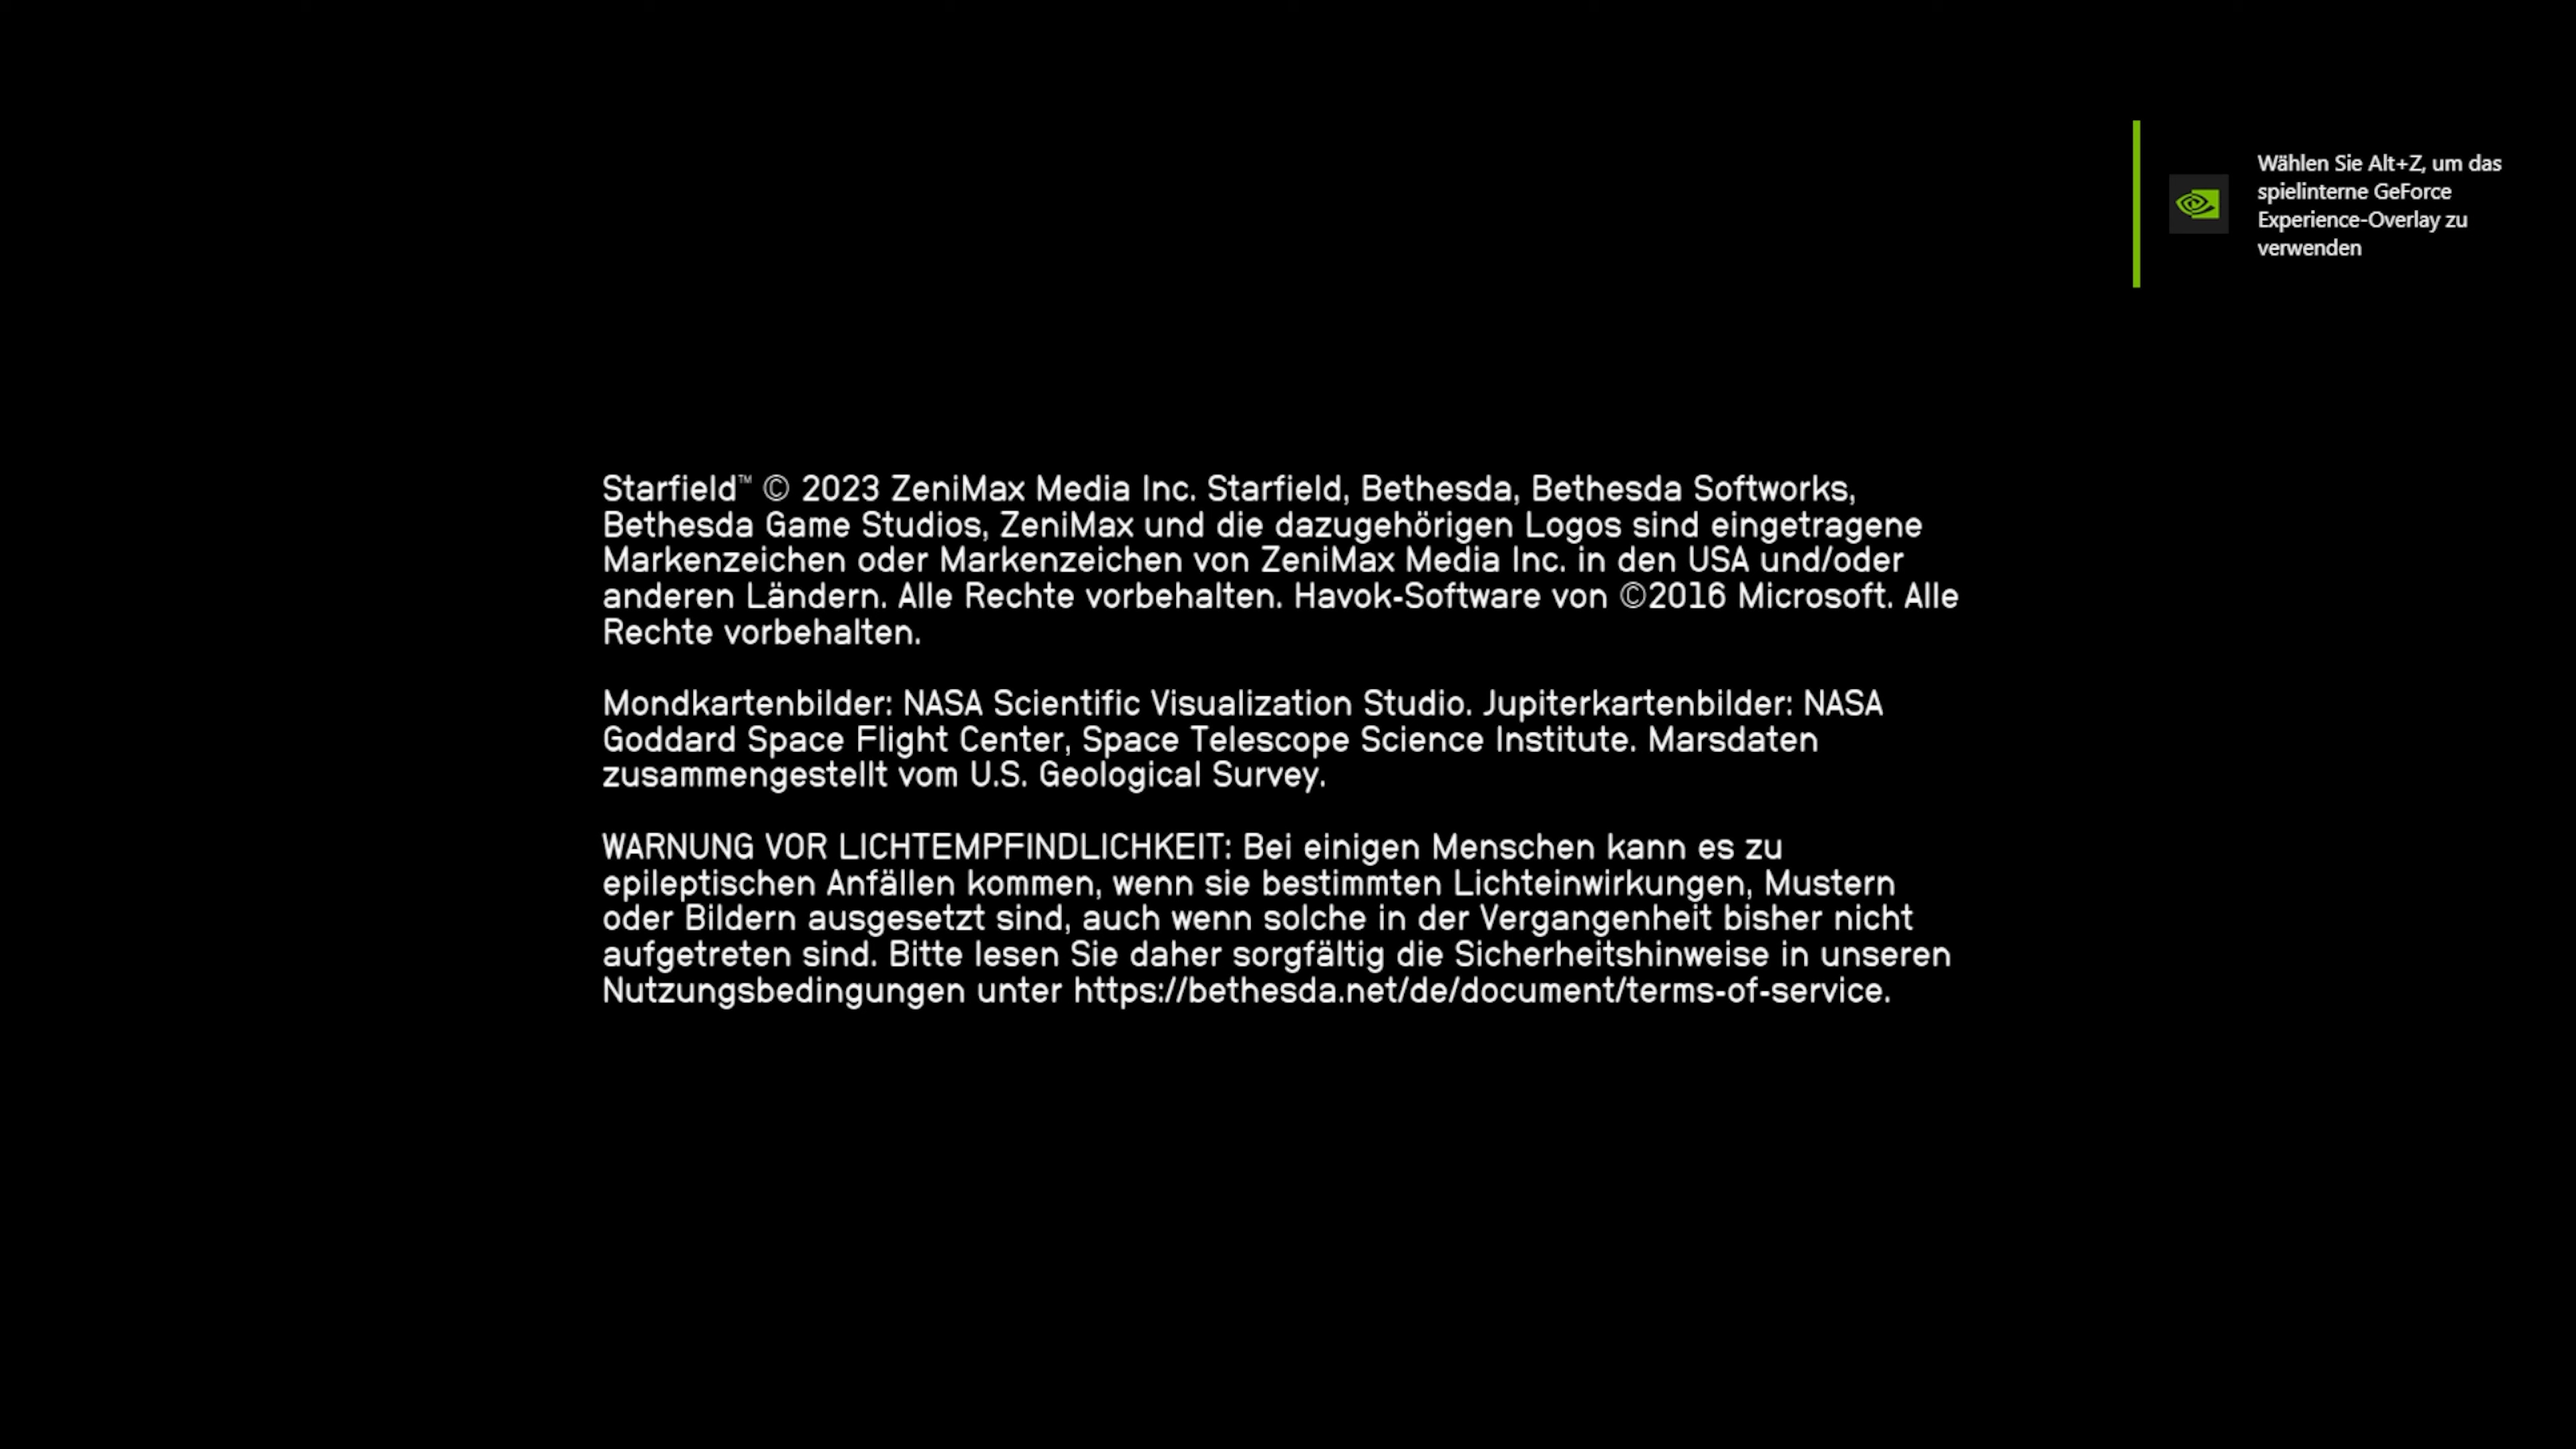 Wählen Sie Alt+Z, um das
spielinterne GeForce
Experience-Overlay zu
verwenden
Starfield™ © 2023 ZeniMax Media Inc. Starfield, Bethesda, Bethesda Softworks,
Bethesda Game Studios, ZeniMax und die dazugehörigen Logos sind eingetragene
Markenzeichen oder Markenzeichen von ZeniMax Media Inc. in den USA und/oder
anderen Ländern. Alle Rechte vorbehalten. Havok-Software von ©2016 Microsoft. Alle
Rechte vorbehalten.
Mondkartenbilder: NASA Scientific Visualization Studio. Jupiterkartenbilder: NASA
Goddard Space Flight Center, Space Telescope Science Institute. Marsdaten
zusammengestellt vom U.S. Geological Survey.
WARNUNG VOR LICHTEMPFINDLICHKEIT: Bei einigen Menschen kann es zu
epileptischen Anfällen kommen, wenn sie bestimmten Lichteinwirkungen, Mustern
oder Bildern ausgesetzt sind, auch wenn solche in der Vergangenheit bisher nicht
aufgetreten sind. Bitte lesen Sie daher sorgfältig die Sicherheitshinweise in unseren
Nutzungsbedingungen unter https://bethesda.net/de/document/terms-of-service.